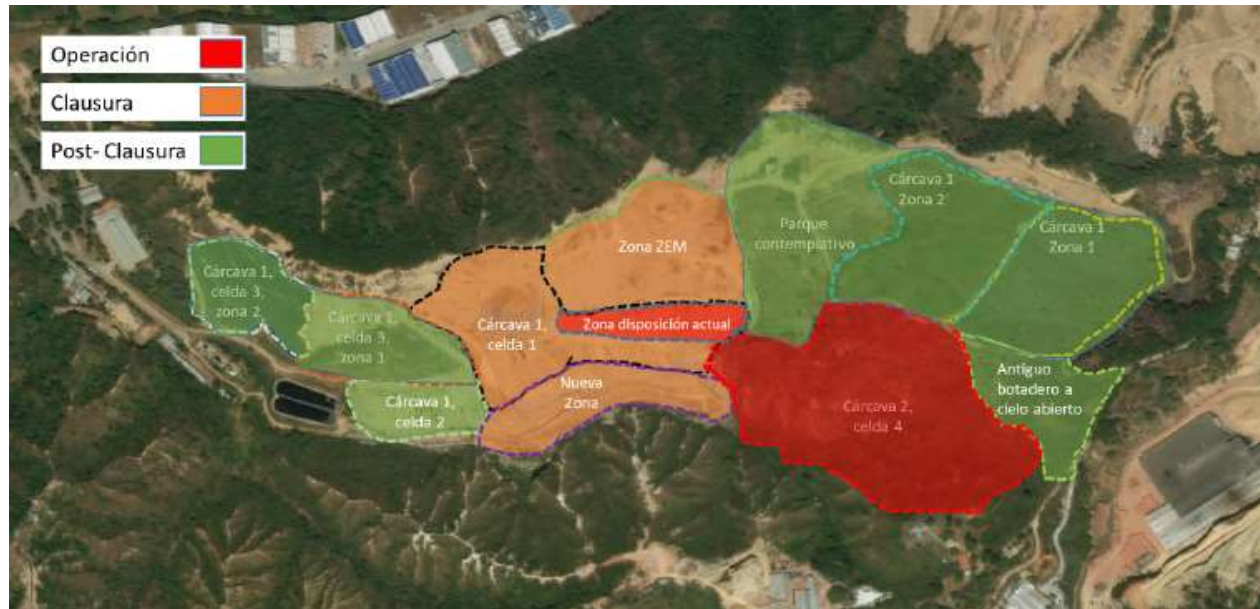 Operación
Clausura
Post- Clausura
Cárcava 1
Zona 2
Cárcava 1
Zona 1
Parque
contemplativo
Zona ZEM
Cárcava 1,
celda 3,
zona 2
Cárcava 1,
celda 3,
zona 1
Cárcava 1,
celda 1
Zona disposición actual
Nueva
Zona
Cárcava 1,
celda 2
Cárcava 2,
celda 4
Antiguo
botadero a
cielo abierto